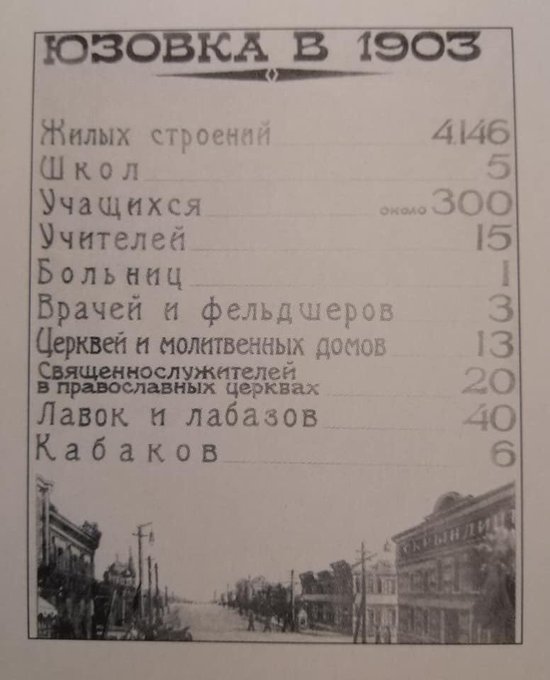 ЮЗОВКА В 1903
Жилых строений 4146
Школ 5
Учащихся около 300
Учителей 15
Больниц 1
Врачей и фельдшеров 3
Церквей и молитвенных домов 13
Священнослужителей
в православных церквах 20
Лавок и лабазов 40
Кабаков 6